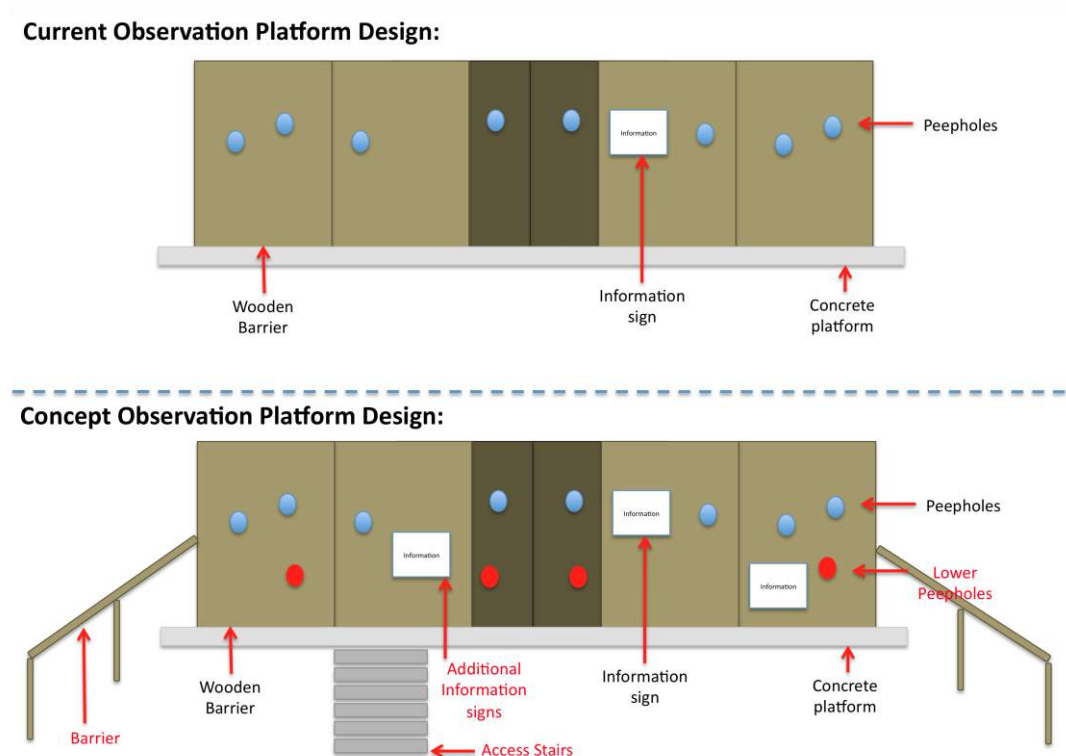 Current Observation Platform Design:
Information
Peepholes
Wooden
Barrier
Information
sign
Concrete
platform
Concept Observation Platform Design:
Information
Peepholes
Information
Information
Lower
Peepholes
Wooden
Barrier
Additional
Information
signs
Information
sign
Concrete
platform
Barrier
Access Stairs